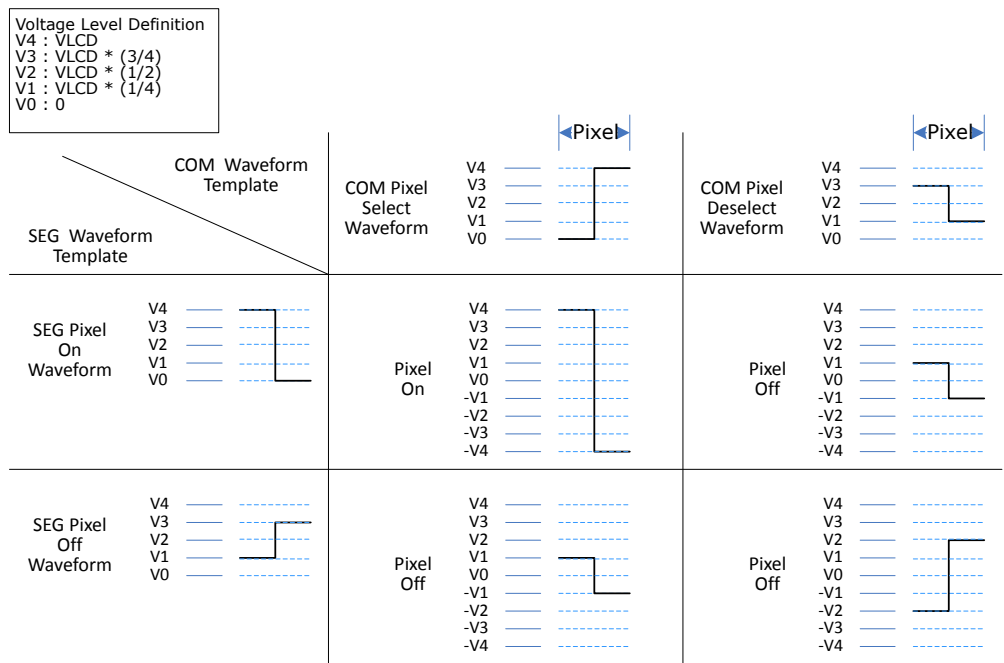 Voltage Level Definition
V4 : VLCD
V3 : VLCD * (3/4)
V2 : VLCD * (1/2)
V1 : VLCD * (1/4)
V0 : 0
COM Waveform
Template
SEG Waveform
Template
Pixel
COM Pixel
Select
Waveform
V4
V3
V2
V1
V0
Pixel
COM Pixel
Deselect
Waveform
V4
V3
V2
V1
V0
SEG Pixel
On
Waveform
V4
V3
V2
V1
V0
Pixel
On
V4
V3
V2
V1
V0
-V1
-V2
-V3
-V4
Pixel
Off
V4
V3
V2
V1
V0
-V1
-V2
-V3
-V4
SEG Pixel
Off
Waveform
V4
V3
V2
V1
V0
Pixel
Off
V4
V3
V2
V1
V0
-V1
-V2
-V3
-V4
Pixel
Off
V4
V3
V2
V1
V0
-V1
-V2
-V3
-V4